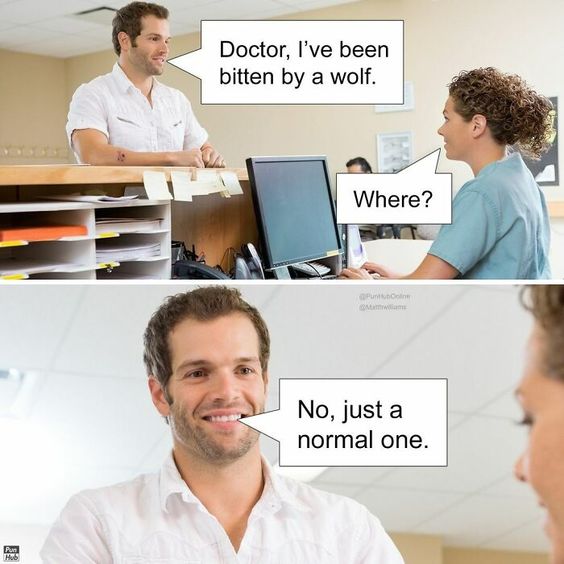 Doctor, I've been
bitten by a wolf.
Where?
@PunHubOnline
@Matthwilliams
No, just a
normal one.
Pun
Hub